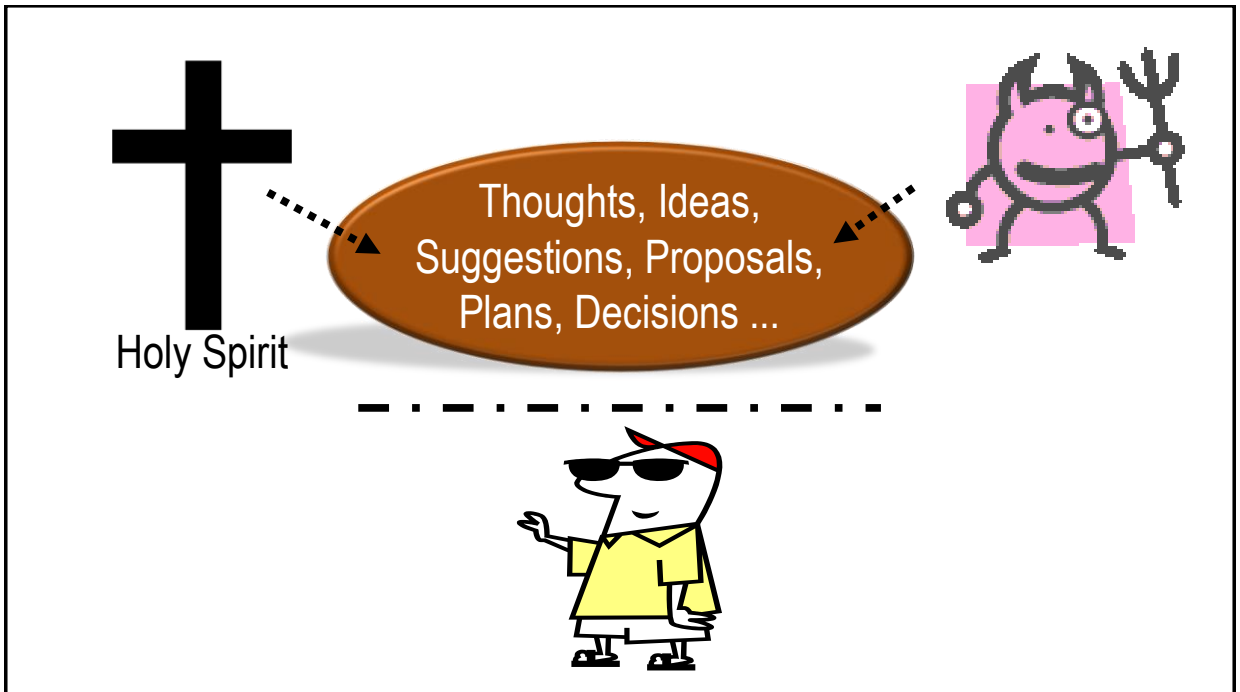 Thoughts, Ideas,
Suggestions, Proposals,
Plans, Decisions ...
Holy Spirit